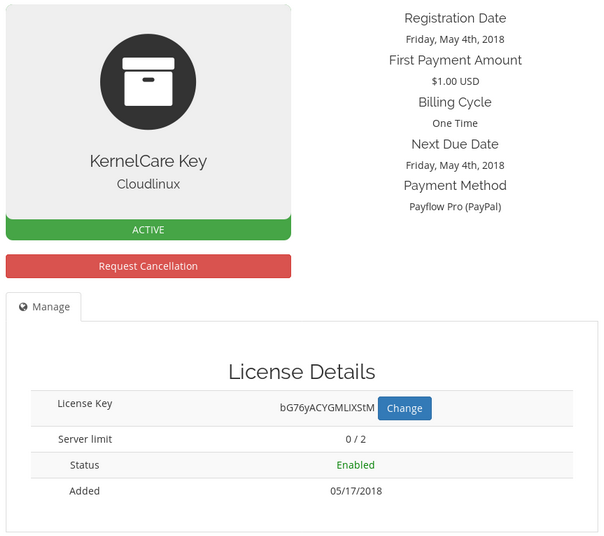 KernelCare Key
Cloudlinux
ACTIVE
Request Cancellation
Registration Date
Friday, May 4th, 2018
First Payment Amount
$1.00 USD
Billing Cycle
One Time
Next Due Date
Friday, May 4th, 2018
Payment Method
Payflow Pro (PayPal)
Manage
License Details
License Key bG76yACYGMLIXStM Change
Server limit 0 / 2
Status Enabled
Added 05/17/2018